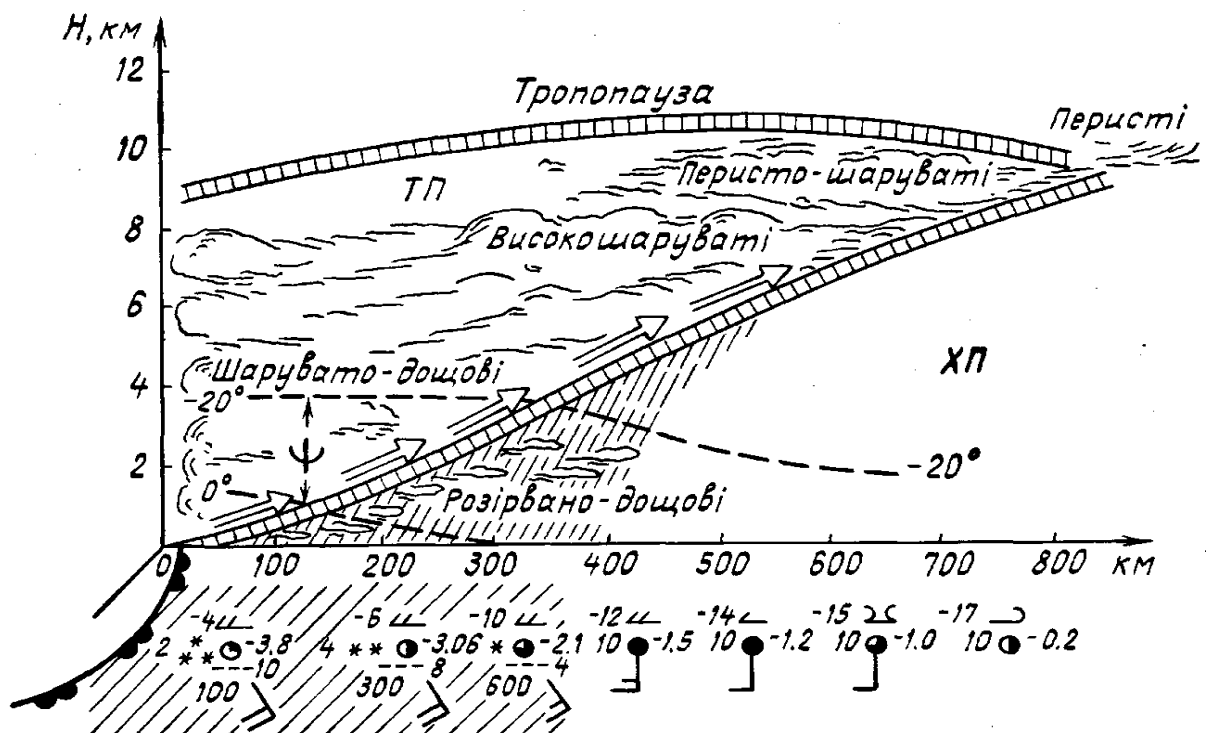 Н, км
12
Тропопауза
Перисті
10
ТП
Перисто-шаруваті
8
Високошаруваті
6
Шарувато-дощові
ХП
4
-20°
2
-20°
0°
Розірвано-дощові
0 100 200 300 400 500 600 700 800 км
-4 -6 -10 -12 -14 -15 -17
2 -3.8 4 -3.06 -2.1 10 -1.5 10 -1.2 10 -1.0 10 -0.2
10 8 4
100 300 600